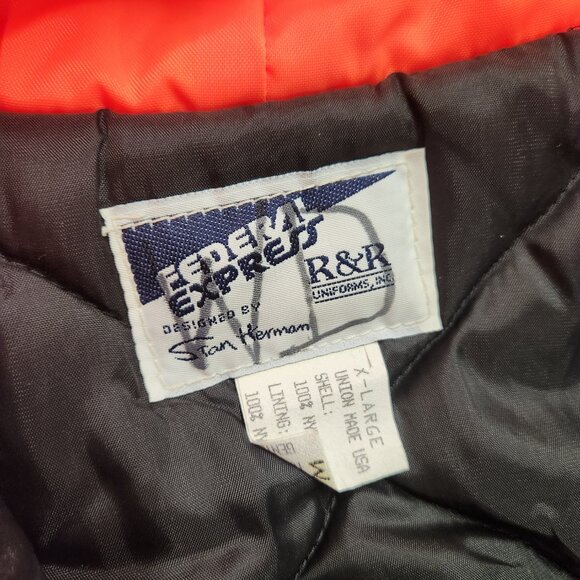 FEDERAL
EXPRESS
R&R
UNIFORMS, INC.
DESIGNED BY
Stan Herman
X-LARGE
UNION MADE USA
SHELL:
100% NY
LINING:
100% NY